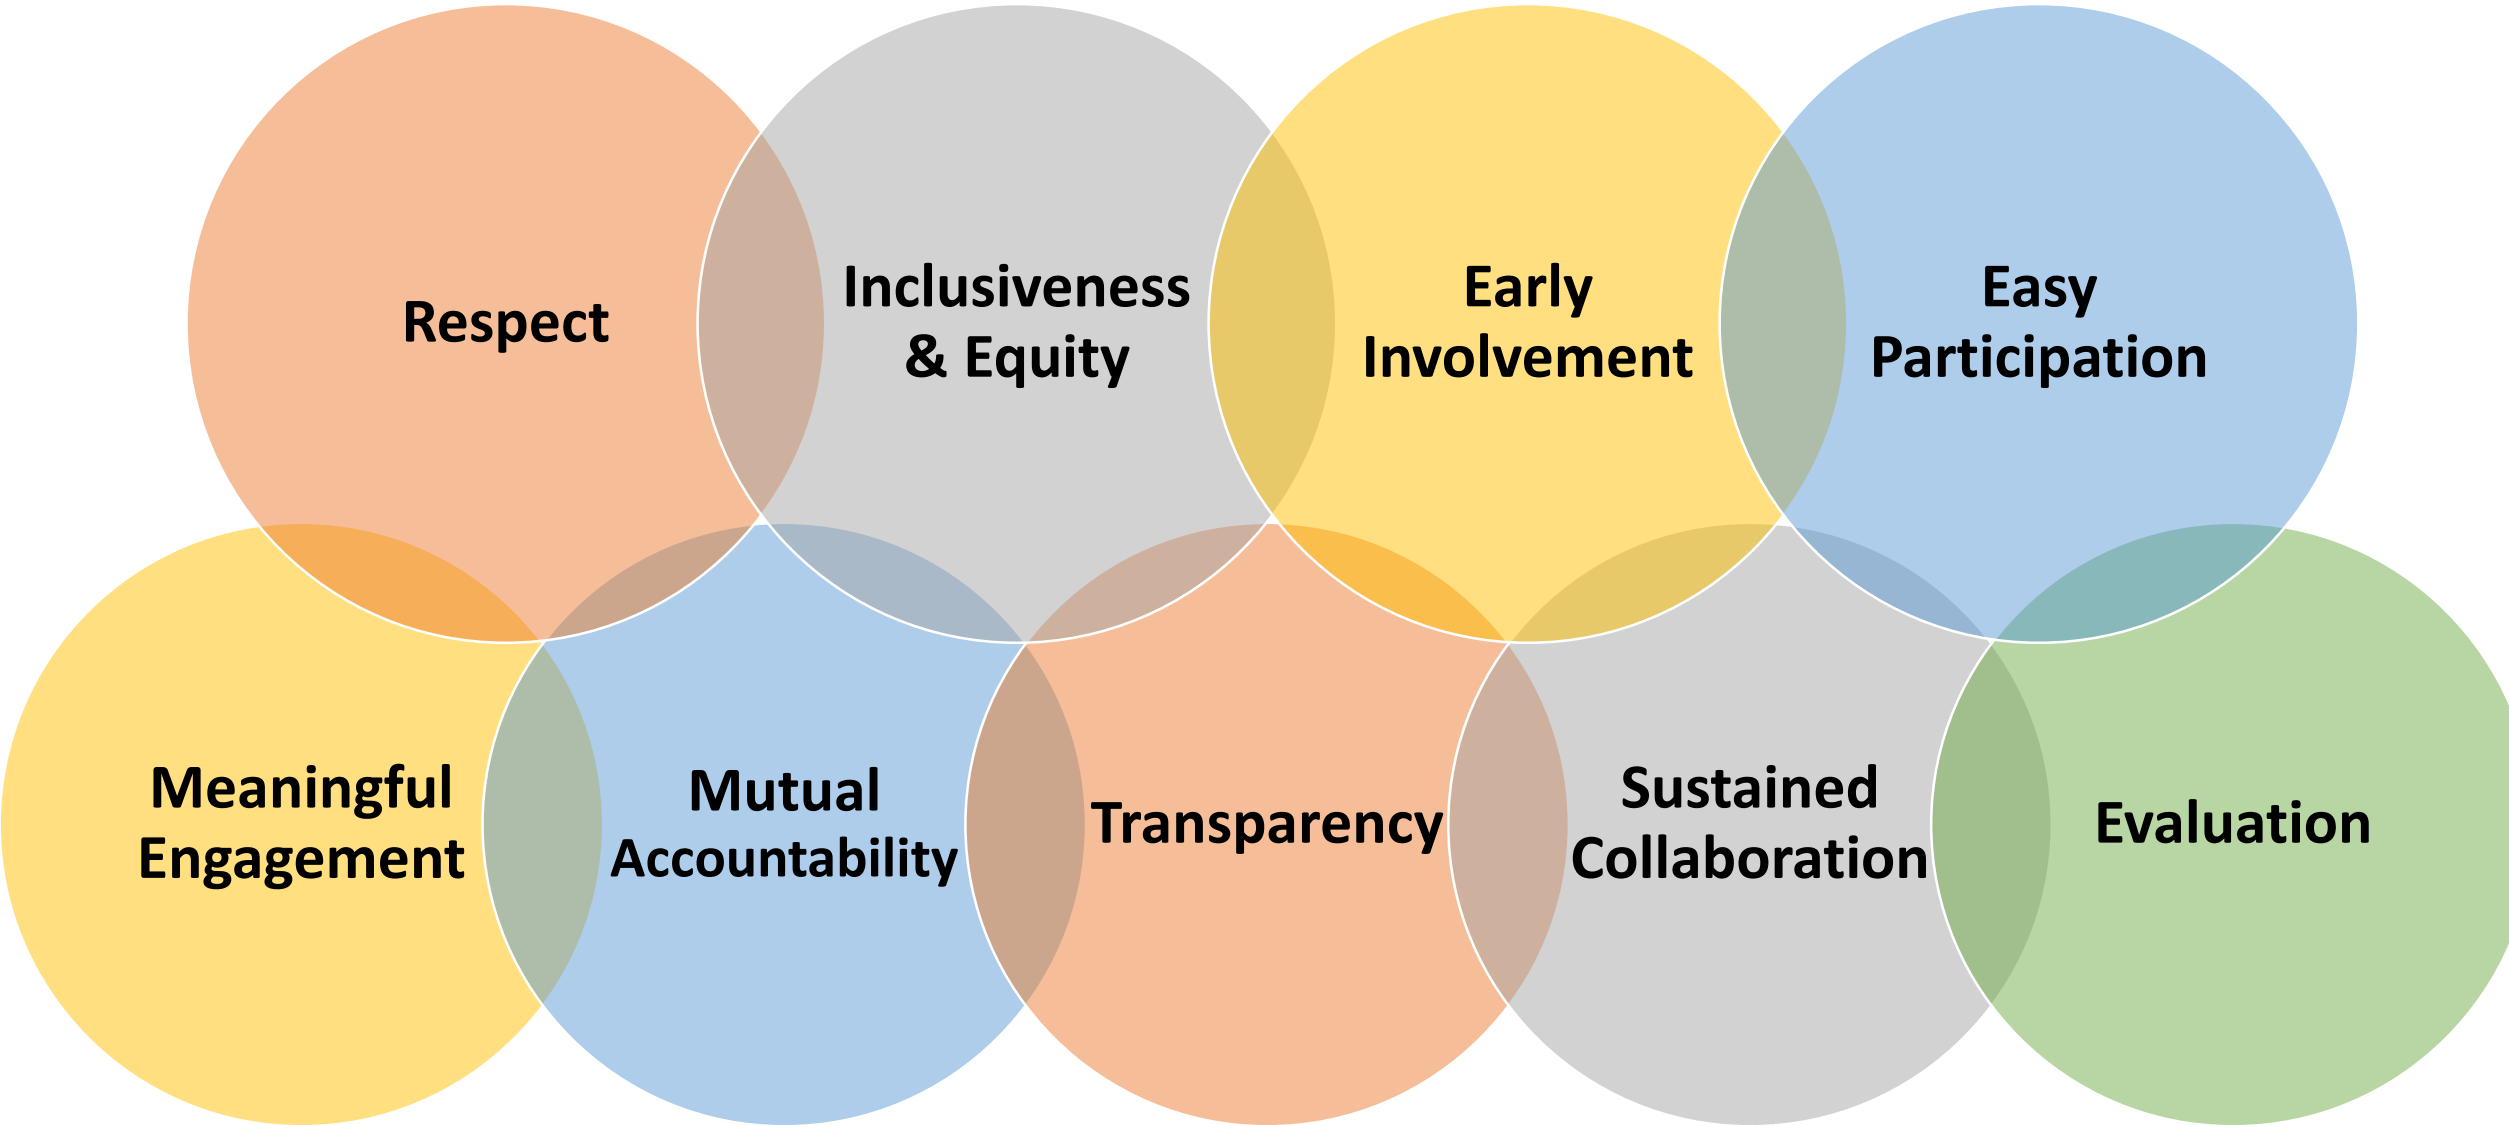 Respect
Inclusiveness
& Equity
Early
Involvement
Easy
Participation
Meaningful
Engagement
Mutual
Accountability
Transparency
Sustained
Collaboration
Evaluation